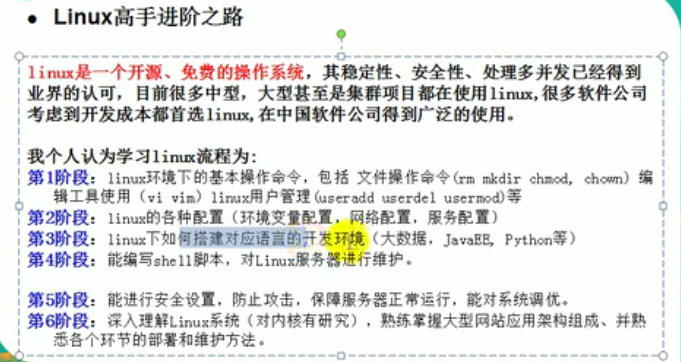 ● Linux高手进阶之路
linux是一个开源、免费的操作系统，其稳定性、安全性、处理多并发已经得到
业界的认可，目前很多中型，大型甚至是集群项目都在使用linux,很多软件公司
考虑到开发成本都首选linux,在中国软件公司得到广泛的使用。
我个人认为学习linux流程为:
第1阶段：linux环境下的基本操作命令，包括 文件操作命令(rm mkdir chmod, chown) 编
辑工具使用（vi vim）linux用户管理(useradd userdel usermod)等
第2阶段：linux的各种配置（环境变量配置，网络配置，服务配置）
第3阶段：linux下如何搭建对应语言的开发环境（大数据，JavaEE, Python等）
第4阶段：能编写shell脚本，对Linux服务器进行维护。
第5阶段：能进行安全设置，防止攻击，保障服务器正常运行，能对系统调优。
第6阶段：深入理解Linux系统（对内核有研究），熟练掌握大型网站应用架构组成、并熟
悉各个环节的部署和维护方法。